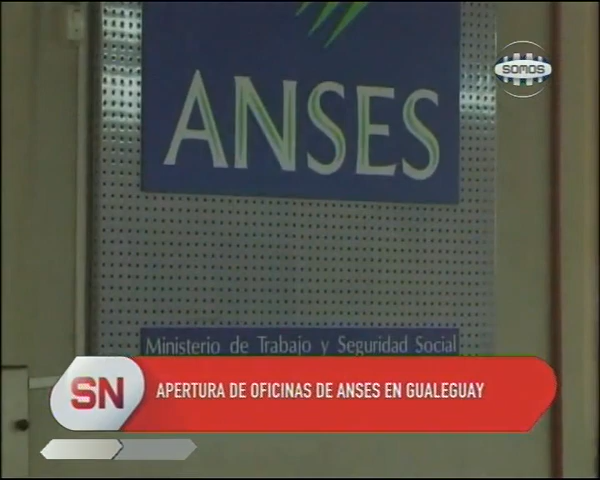 SOMOS
ANSES
Ministerio de Trabajo y Seguridad Social
SN
APERTURA DE OFICINAS DE ANSES EN GUALEGUAY